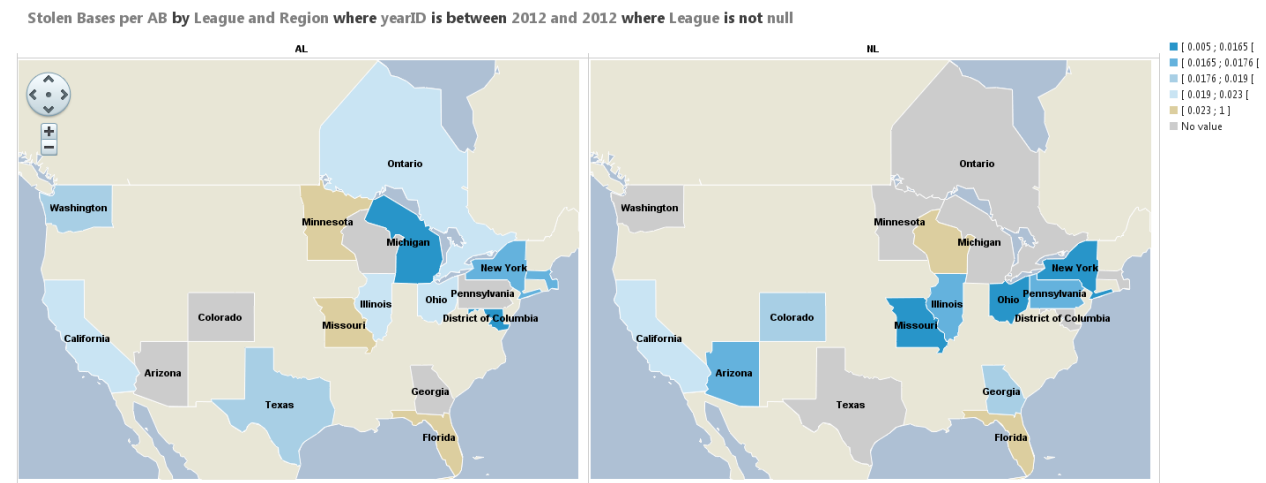 Stolen Bases per AB by League and Region where yearID is between 2012 and 2012 where League is not null
AL
NL
[ 0.005 ; 0.0165 [
[ 0.0165 ; 0.0176 [
[ 0.0176 ; 0.019 [
[ 0.019 ; 0.023 [
[ 0.023 ; 1 ]
No value
Ontario
Washington
Minnesota
Michigan
New York
Pennsylvania
Illinois
Ohio
Colorado
Missouri
District of Columbia
California
Arizona
Georgia
Texas
Florida
Ontario
Washington
Minnesota
Michigan
New York
Pennsylvania
Illinois
Ohio
Colorado
Missouri
District of Columbia
California
Arizona
Georgia
Texas
Florida